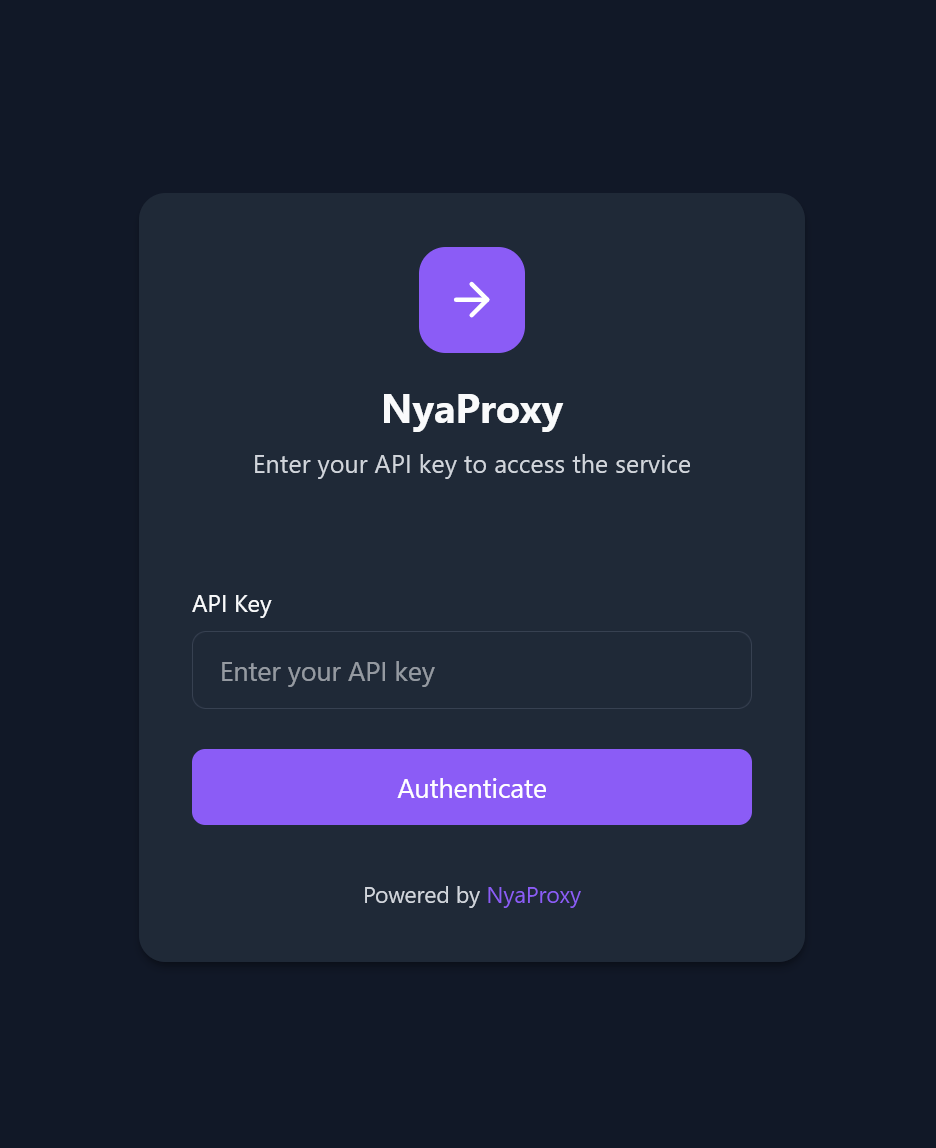 NyaProxy
Enter your API key to access the service
API Key
Enter your API key
Authenticate
Powered by NyaProxy